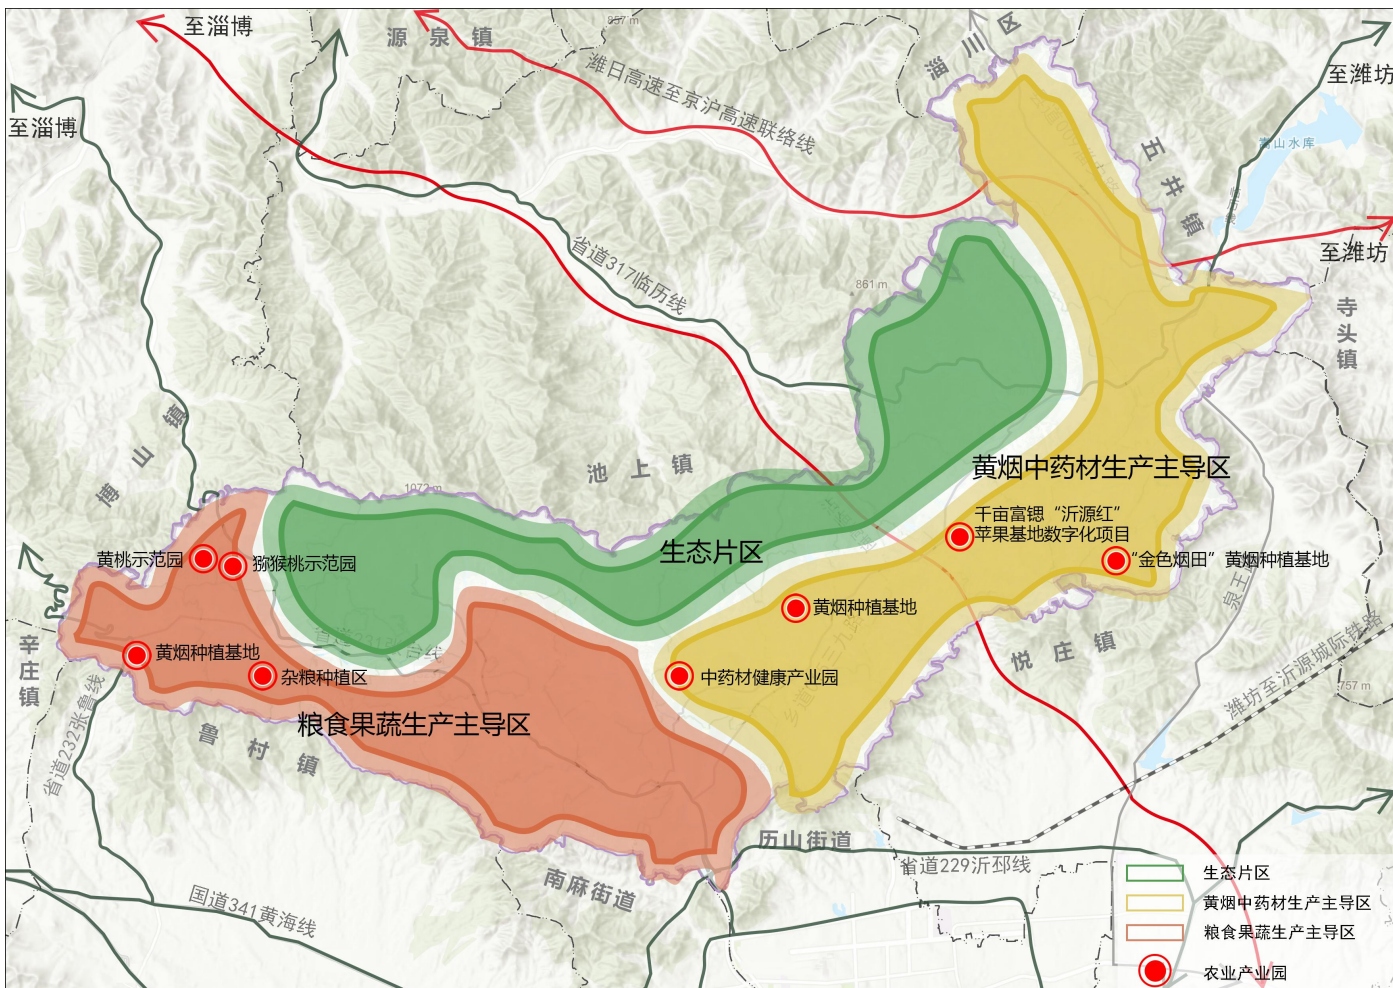 至淄博
源泉镇
857 m
淄川区
至潍坊
潍日高速至京沪高速联络线
至淄博
五井镇
嵩山水库
省道317临历线
至潍坊
861 m
寺头镇
博山镇
池上镇
1072 m
黄烟中药材生产主导区
千亩富锶“沂源红”
苹果基地数字化项目
“金色烟田”黄烟种植基地
生态片区
黄桃示范园
猕猴桃示范园
黄烟种植基地
黄烟种植基地
杂粮种植区
中药材健康产业园
辛庄镇
悦庄镇
潍坊至沂源城际铁路
757 m
省道232张鲁线
鲁村镇
粮食果蔬生产主导区
历山街道
省道229沂邳线
南麻街道
国道341黄海线
生态片区
黄烟中药材生产主导区
粮食果蔬生产主导区
农业产业园